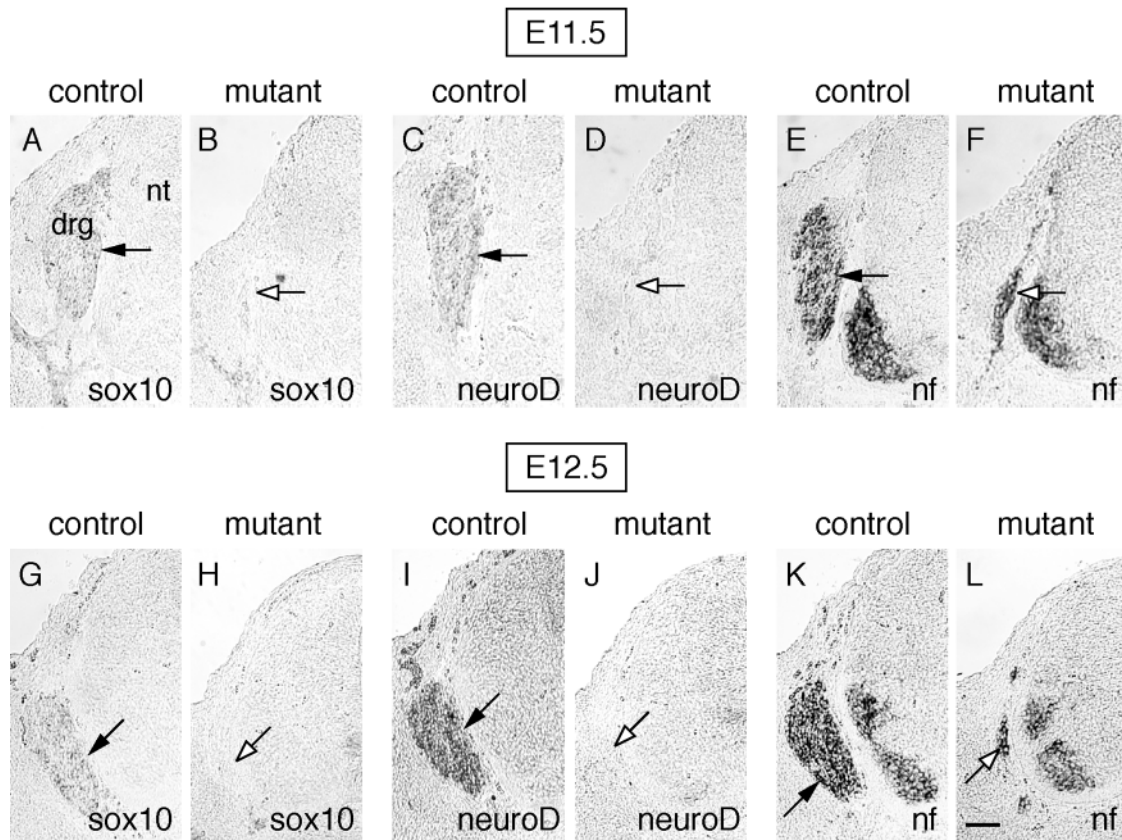 E11.5
control mutant control mutant control mutant
A B C D E F
nt
drg
sox10 sox10 neuroD neuroD nf nf
E12.5
control mutant control mutant control mutant
G H I J K L
sox10 sox10 neuroD neuroD nf nf